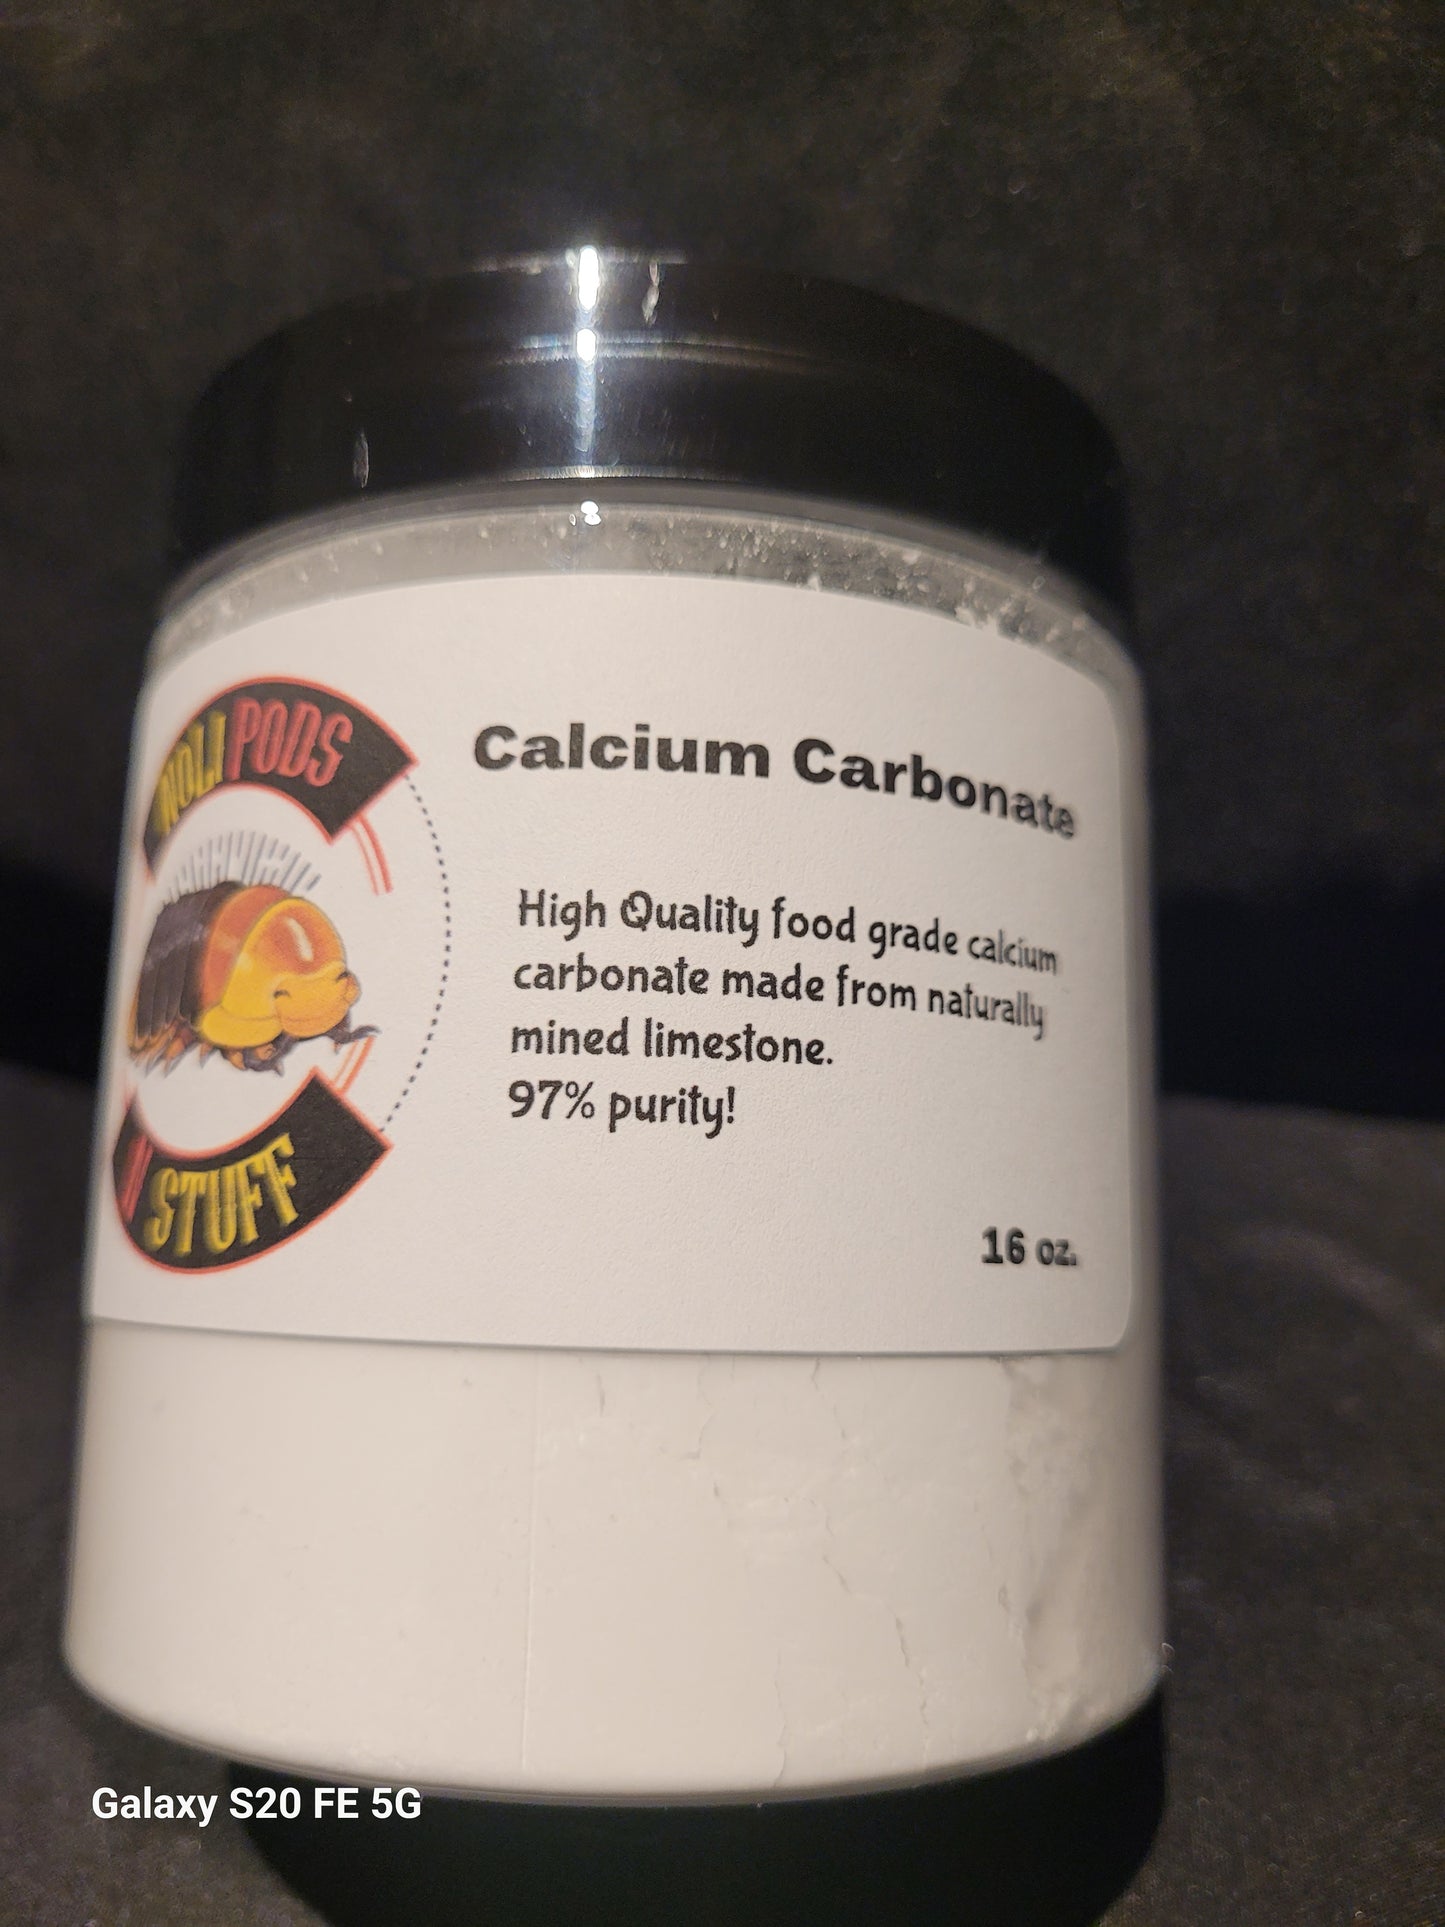 PODS
Calcium Carbonate
High Quality food grade calcium
carbonate made from naturally
mined limestone.
97% purity!
STUFF
16 oz.
Galaxy S20 FE 5G